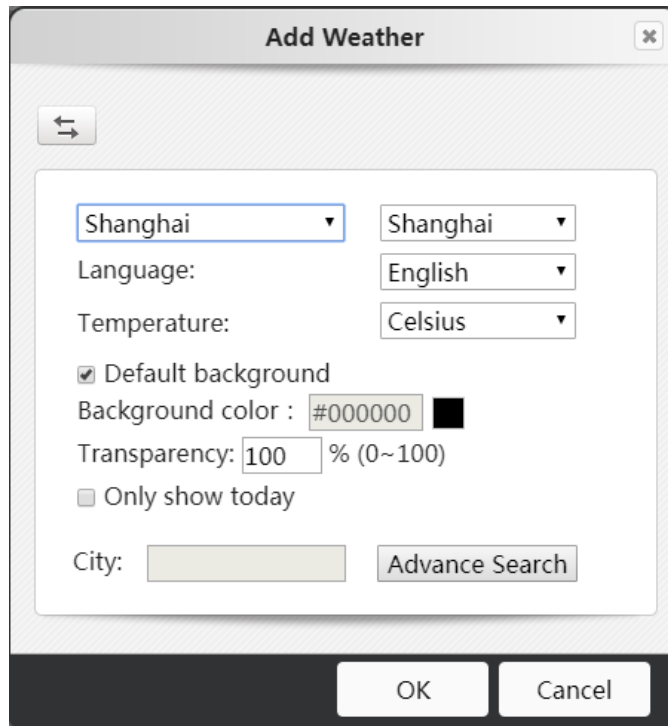 Add Weather
Shanghai Shanghai
Language: English
Temperature: Celsius
Default background
Background color : #000000
Transparency: 100 % (0~100)
Only show today
City: Advance Search
OK Cancel